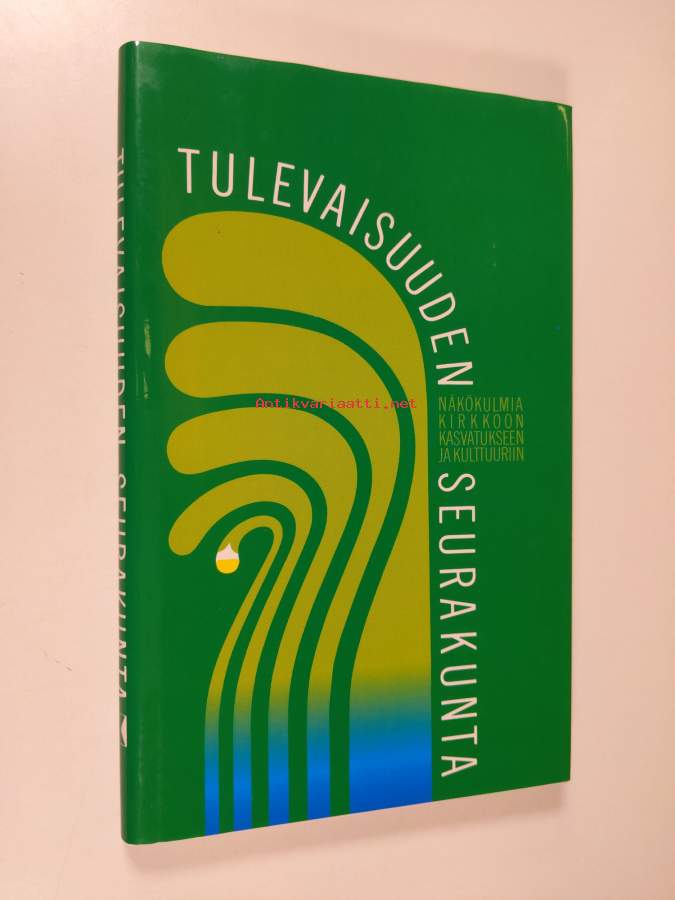 TULEVAISUUDEN SEURAKUNTA
TULEVAISUUDEN SEURAKUNTA
NÄKÖKULMIA
KIRKKOON
KASVATUKSEEN
JA KULTTUURIIN
Antikvariaatti.net